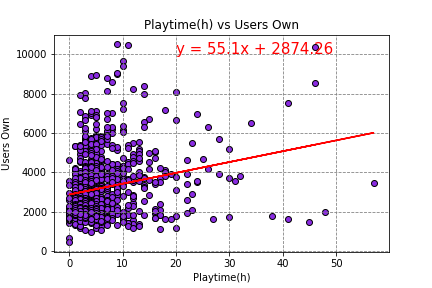 Playtime(h) vs Users Own
y = 55.1x + 2874.26
10000
8000
6000
4000
2000
0
Users Own
0 10 20 30 40 50
Playtime(h)